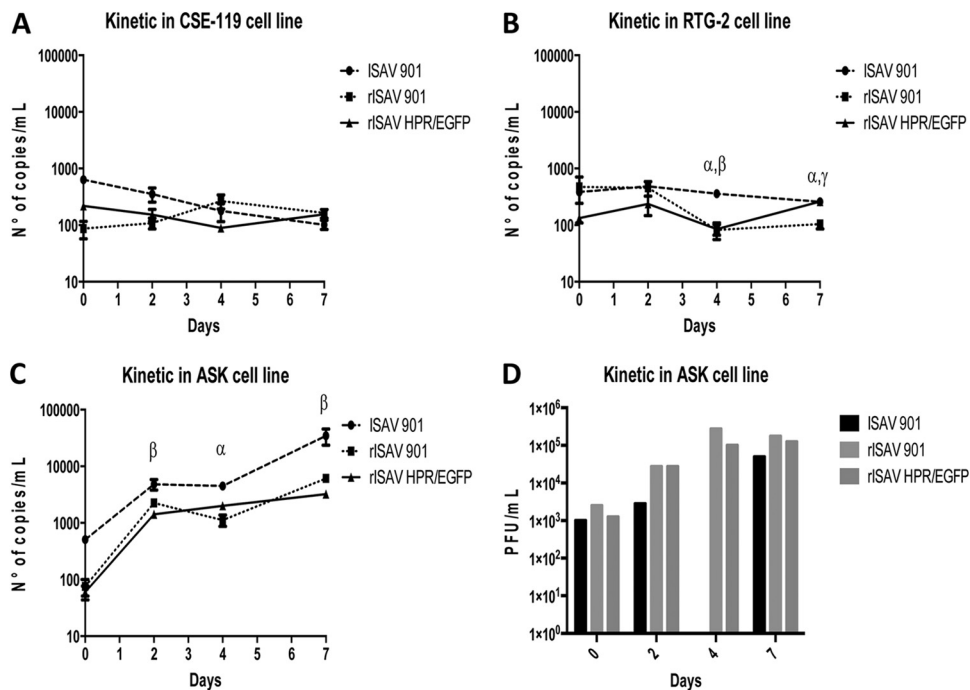 A
Kinetic in CSE-119 cell line
N° of copies/mL
100000
10000
1000
100
10
0 1 2 3 4 5 6 7
Days
ISAV 901
rISAV 901
rISAV HPR/EGFP
B
Kinetic in RTG-2 cell line
N° of copies/mL
100000
10000
1000
100
10
α,β
α,γ
0 1 2 3 4 5 6 7
Days
ISAV 901
rISAV 901
rISAV HPR/EGFP
C
Kinetic in ASK cell line
N° of copies/mL
100000
10000
1000
100
10
β
α
β
0 1 2 3 4 5 6 7
Days
ISAV 901
rISAV 901
rISAV HPR/EGFP
D
Kinetic in ASK cell line
PFU/mL
1×10⁶
1×10⁵
1×10⁴
1×10³
1×10²
1×10¹
1×10⁰
0 2 4 7
Days
ISAV 901
rISAV 901
rISAV HPR/EGFP